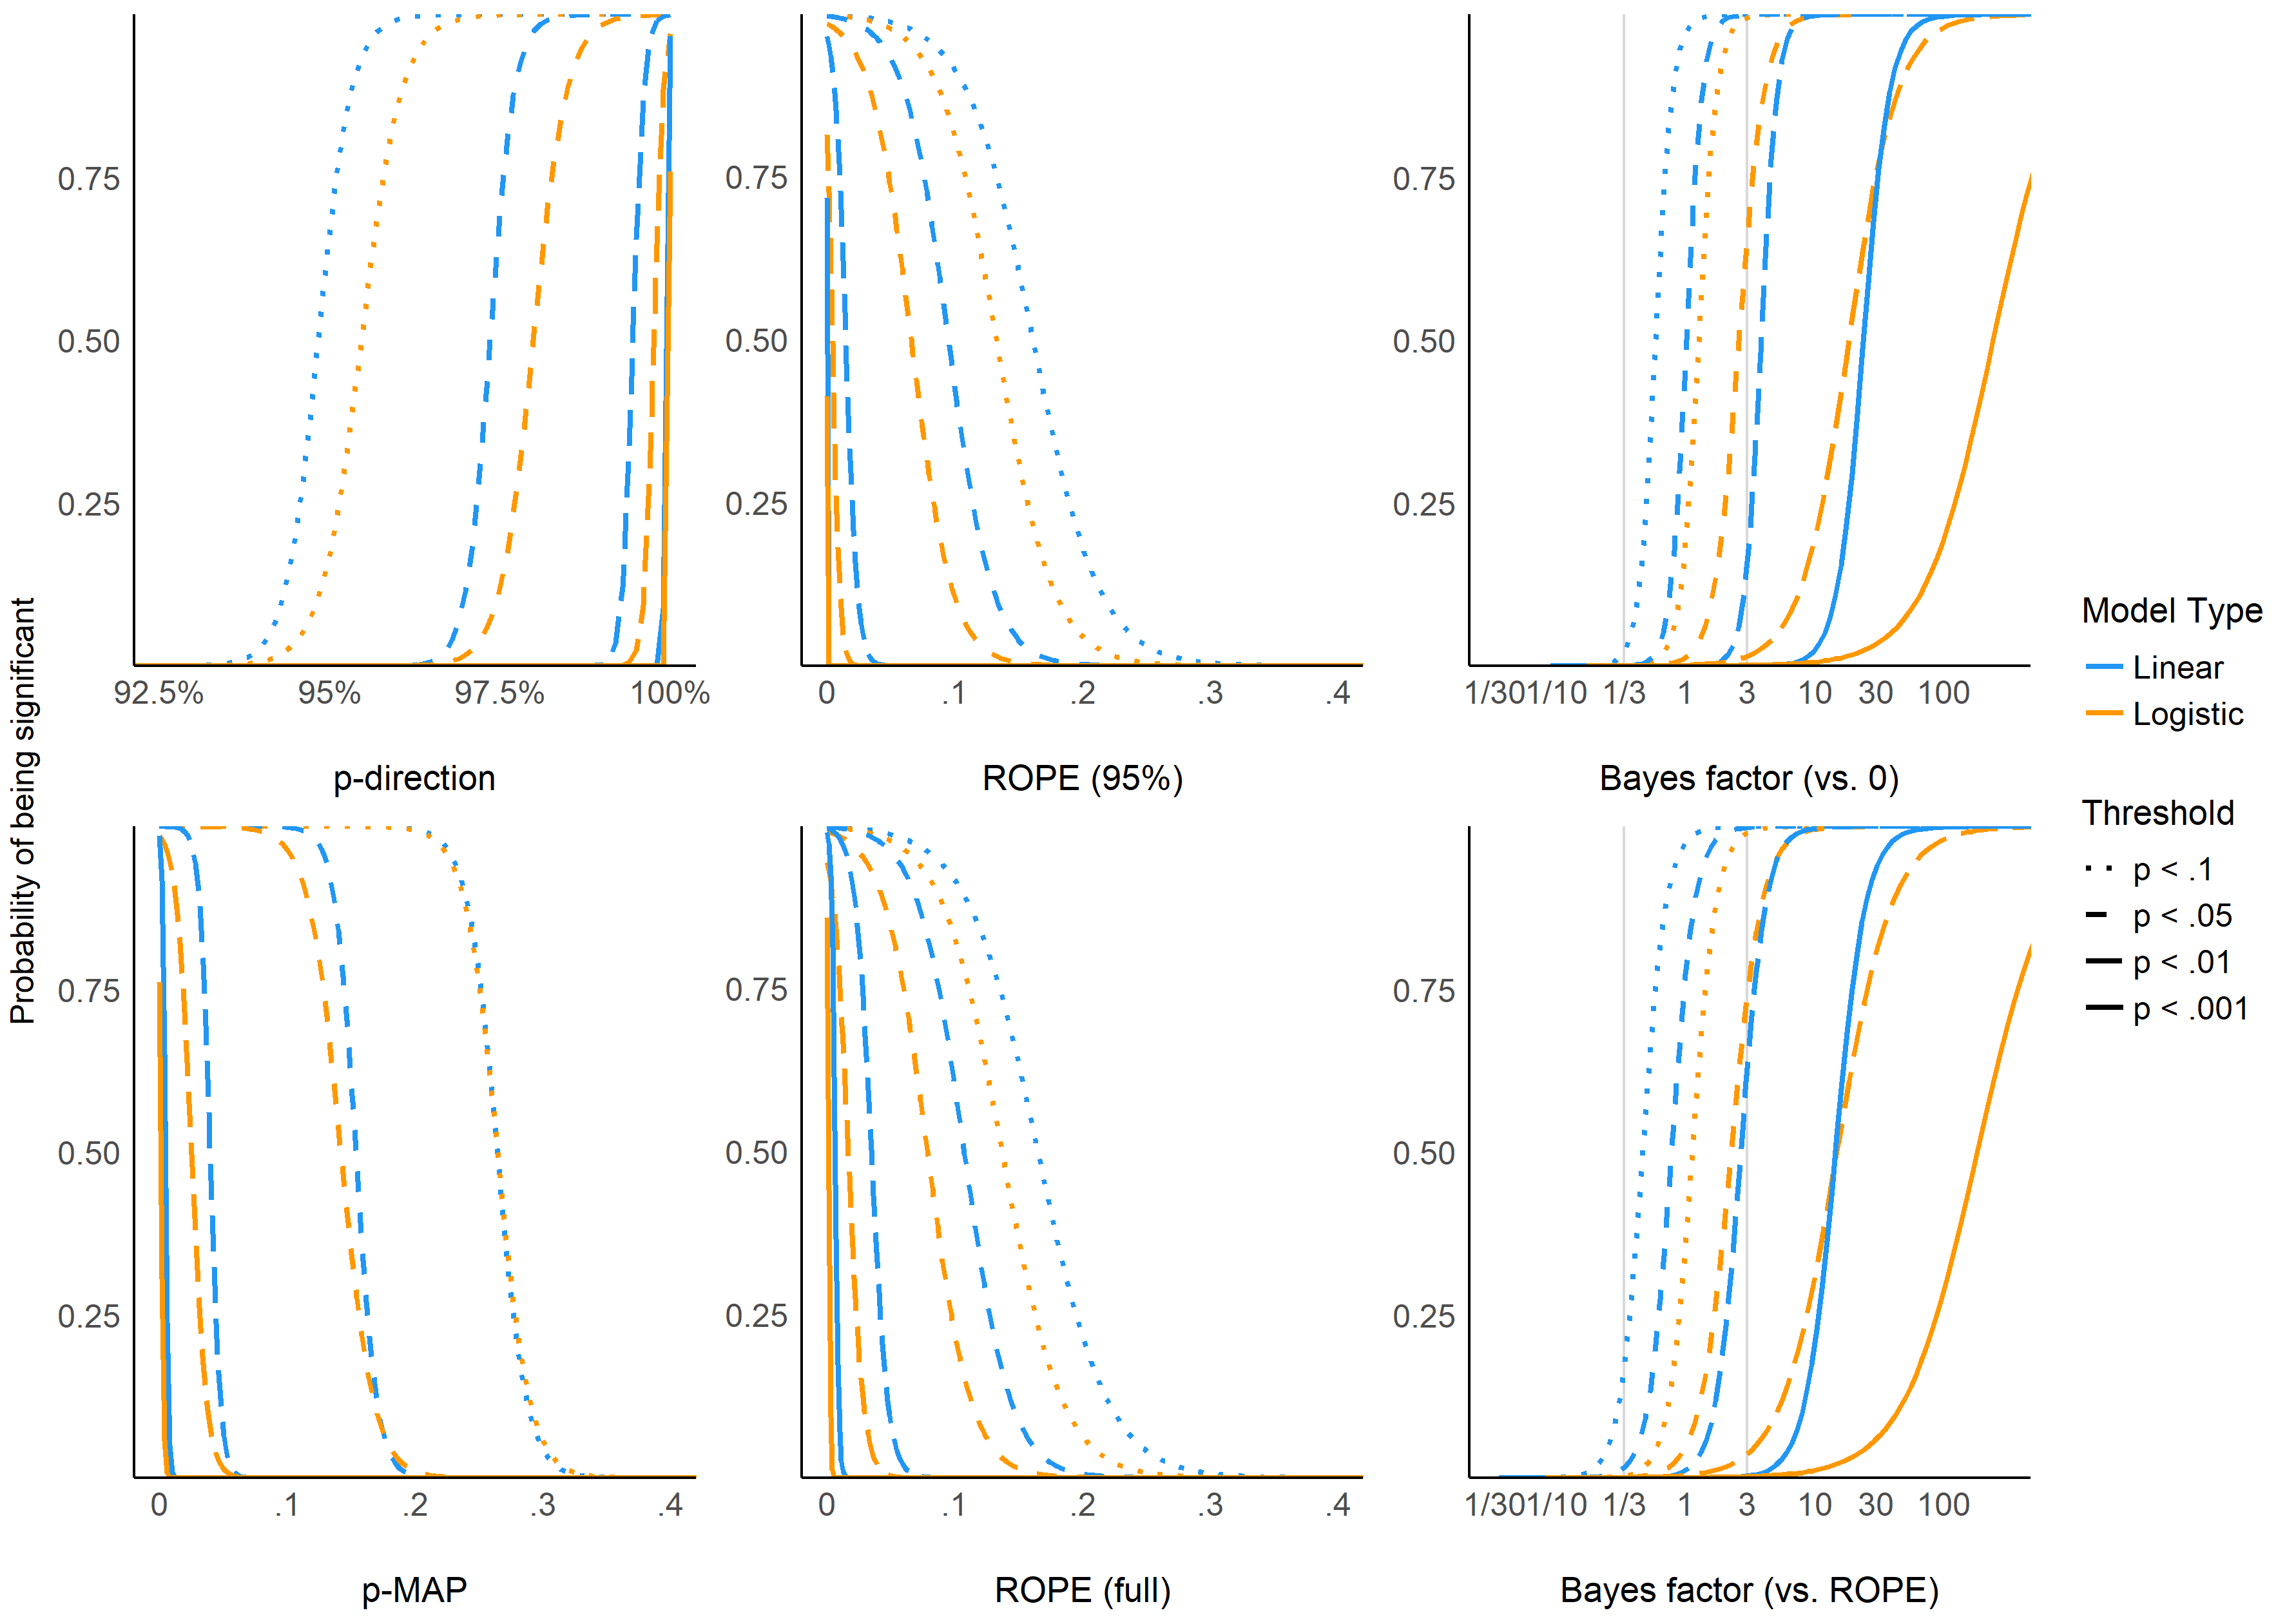 Probability of being significant
0.75
0.50
0.25
92.5% 95% 97.5% 100%
p-direction
0.75
0.50
0.25
0 .1 .2 .3 .4
ROPE (95%)
0.75
0.50
0.25
1/30 1/10 1/3 1 3 10 30 100
Bayes factor (vs. 0)
0.75
0.50
0.25
0 .1 .2 .3 .4
p-MAP
0.75
0.50
0.25
0 .1 .2 .3 .4
ROPE (full)
0.75
0.50
0.25
1/30 1/10 1/3 1 3 10 30 100
Bayes factor (vs. ROPE)
Model Type
Linear
Logistic
Threshold
p < .1
p < .05
p < .01
p < .001